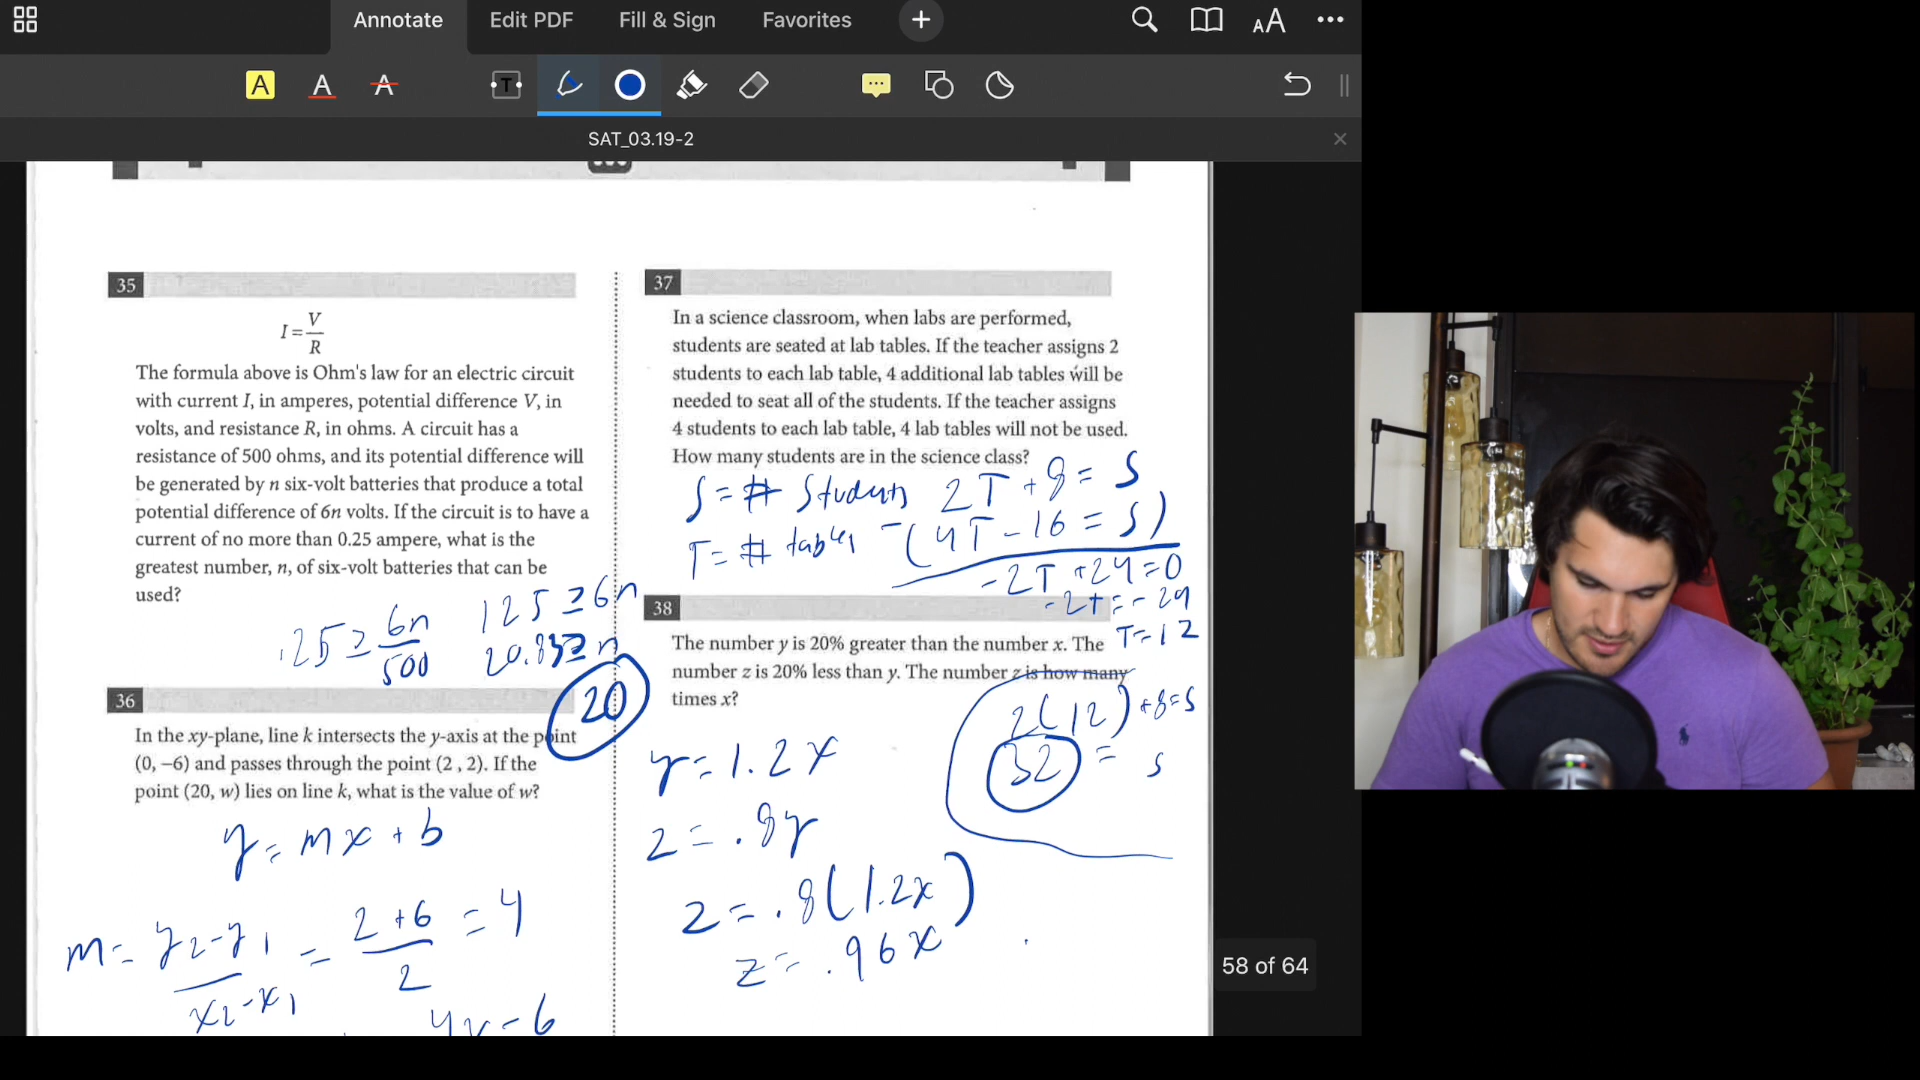 Annotate Edit PDF Fill & Sign Favorites
AA
A A A T
SAT_03.19-2
35
I = V/R
The formula above is Ohm's law for an electric circuit
with current I, in amperes, potential difference V, in
volts, and resistance R, in ohms. A circuit has a
resistance of 500 ohms, and its potential difference will
be generated by n six-volt batteries that produce a total
potential difference of 6n volts. If the circuit is to have a
current of no more than 0.25 ampere, what is the
greatest number, n, of six-volt batteries that can be
used?
.25 ≥ 6n/500
125 ≥ 6n
20.83 ≥ n
20
36
In the xy-plane, line k intersects the y-axis at the point
(0, −6) and passes through the point (2 , 2). If the
point (20, w) lies on line k, what is the value of w?
y = mx + b
m = y2-y1/x2-x1 = 2+6/2 = 4
4x-6
37
In a science classroom, when labs are performed,
students are seated at lab tables. If the teacher assigns 2
students to each lab table, 4 additional lab tables will be
needed to seat all of the students. If the teacher assigns
4 students to each lab table, 4 lab tables will not be used.
How many students are in the science class?
S = # Students
T = # tables
2T + 8 = S
-(4T - 16 = S)
-2T + 24 = 0
-2T = -24
T = 12
2(12) + 8 = S
32 = S
38
The number y is 20% greater than the number x. The
number z is 20% less than y. The number z is how many
times x?
y = 1.2x
z = .8y
z = .8(1.2x)
z = .96x
58 of 64